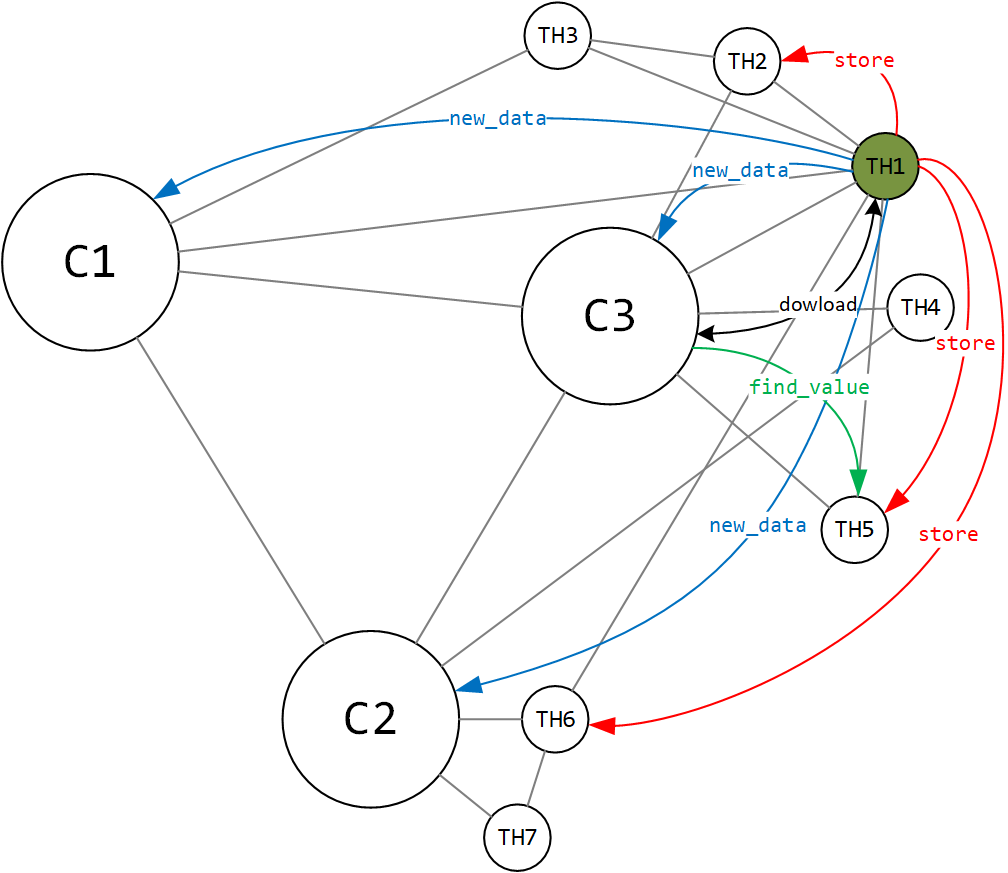 TH3
TH2
store
new_data
TH1
new_data
C1
C3
dowload
TH4
store
find_value
new_data
TH5
store
C2
TH6
TH7